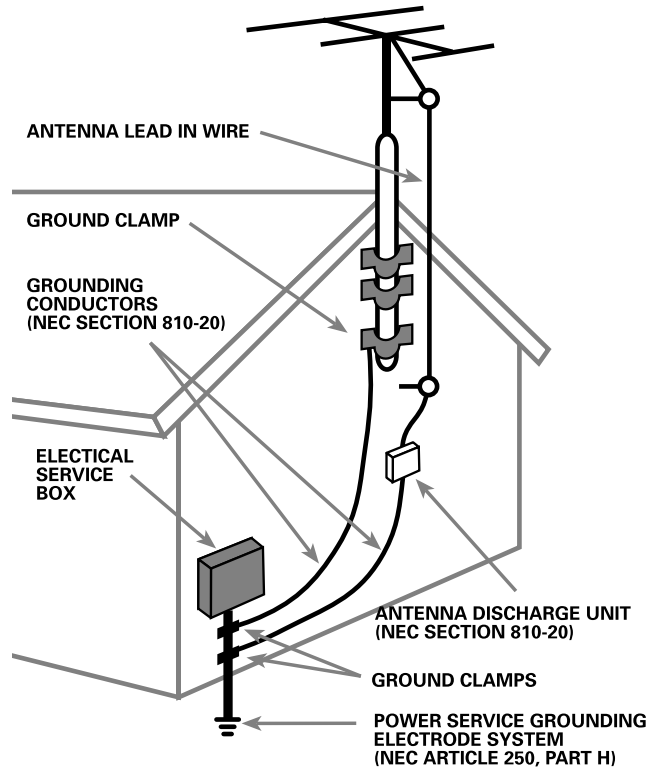 ANTENNA LEAD IN WIRE
GROUND CLAMP
GROUNDING
CONDUCTORS
(NEC SECTION 810-20)
ELECTICAL
SERVICE
BOX
ANTENNA DISCHARGE UNIT
(NEC SECTION 810-20)
GROUND CLAMPS
POWER SERVICE GROUNDING
ELECTRODE SYSTEM
(NEC ARTICLE 250, PART H)